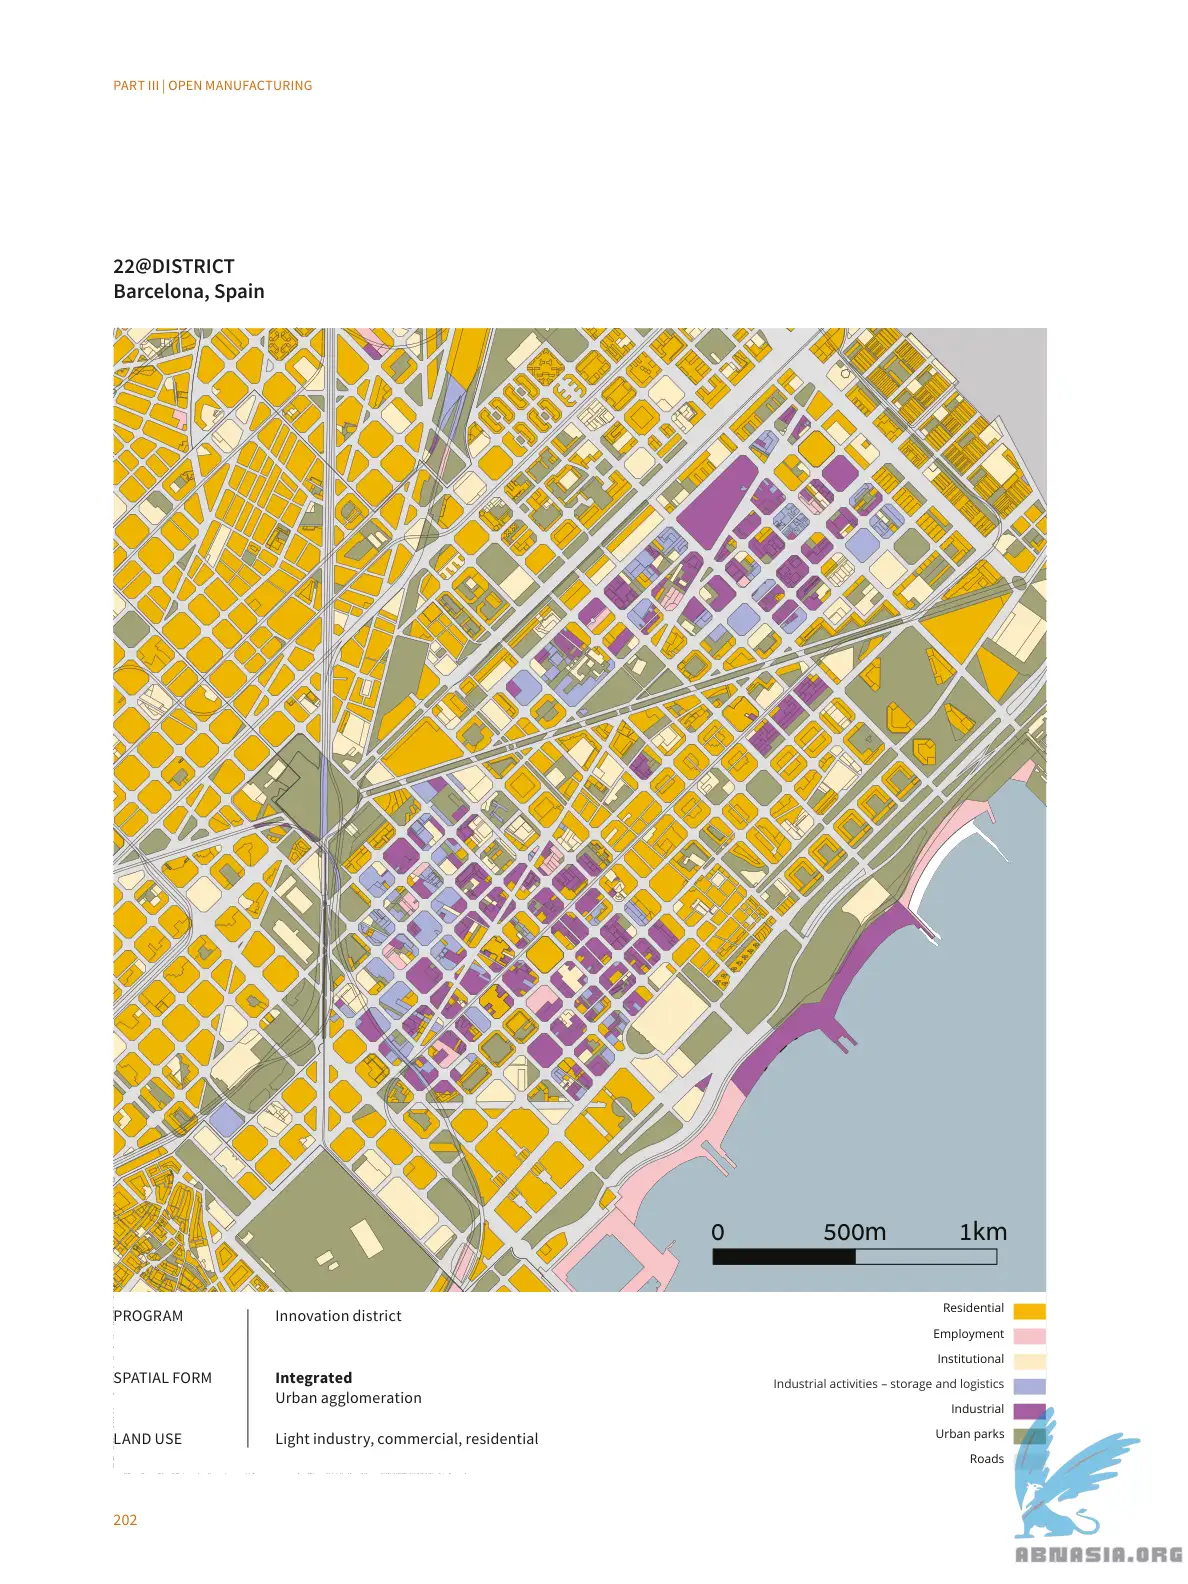 PART III | OPEN MANUFACTURING
22@DISTRICT
Barcelona, Spain
0 500m 1km
PROGRAM Innovation district
SPATIAL FORM Integrated
Urban agglomeration
LAND USE Light industry, commercial, residential
Residential
Employment
Institutional
Industrial activities – storage and logistics
Industrial
Urban parks
Roads
202
ABNASIA.ORG